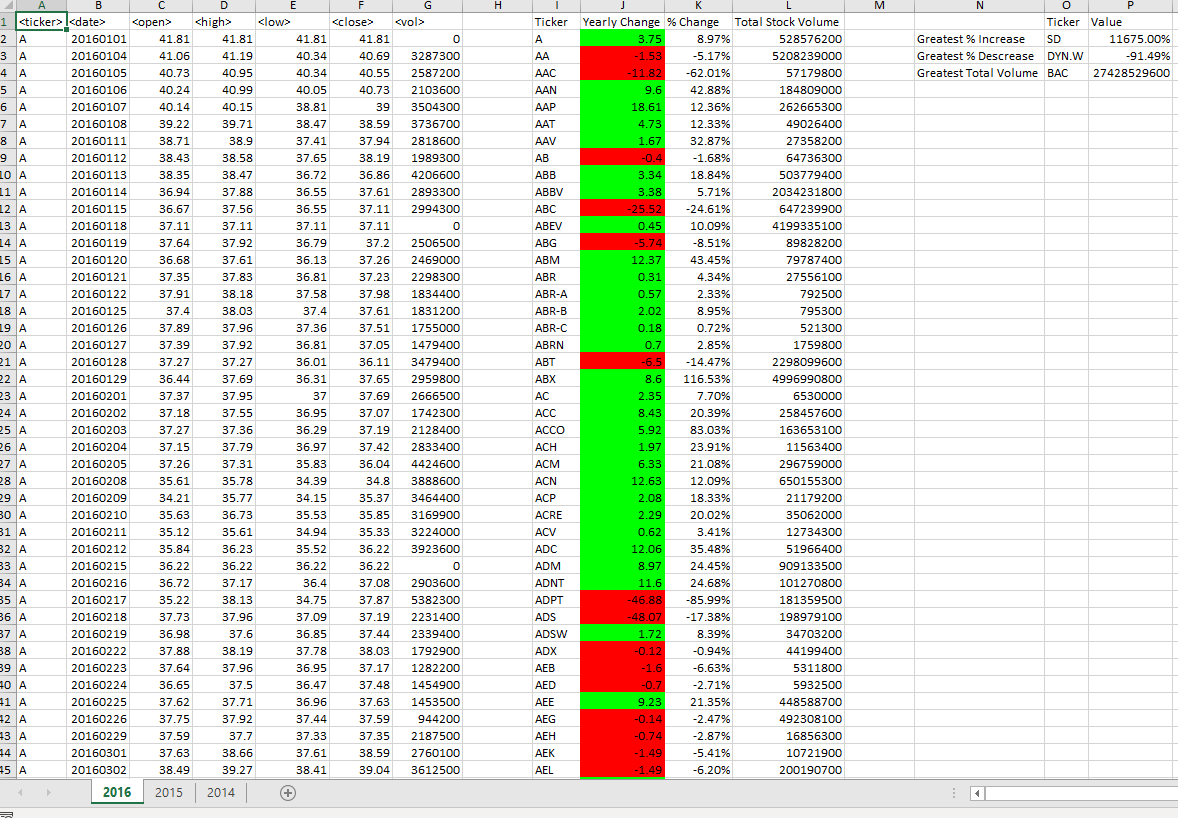 A B C D E F G H I J K L M N O P
1 <ticker> <date> <open> <high> <low> <close> <vol> Ticker Yearly Change % Change Total Stock Volume Ticker Value
2 A 20160101 41.81 41.81 41.81 41.81 0 A 3.75 8.97% 528576200 Greatest % Increase SD 11675.00%
3 A 20160104 41.06 41.19 40.34 40.69 3287300 AA -1.53 -5.17% 5208239000 Greatest % Descrease DYN.W -91.49%
4 A 20160105 40.73 40.95 40.34 40.55 2587200 AAC -11.82 -62.01% 57179800 Greatest Total Volume BAC 27428529600
5 A 20160106 40.24 40.99 40.05 40.73 2103600 AAN 9.6 42.88% 184809000
6 A 20160107 40.14 40.15 38.81 39 3504300 AAP 18.61 12.36% 262665300
7 A 20160108 39.22 39.71 38.47 38.59 3736700 AAT 4.73 12.33% 49026400
8 A 20160111 38.71 38.9 37.41 37.94 2818600 AAV 1.67 32.87% 27358200
9 A 20160112 38.43 38.58 37.65 38.19 1989300 AB -0.4 -1.68% 64736300
10 A 20160113 38.35 38.47 36.72 36.86 4206600 ABB 3.34 18.84% 503779400
11 A 20160114 36.94 37.88 36.55 37.61 2893300 ABBV 3.38 5.71% 2034231800
12 A 20160115 36.67 37.56 36.55 37.11 2994300 ABC -25.52 -24.61% 647239900
13 A 20160118 37.11 37.11 37.11 37.11 0 ABEV 0.45 10.09% 4199335100
14 A 20160119 37.64 37.92 36.79 37.2 2506500 ABG -5.74 -8.51% 89828200
15 A 20160120 36.68 37.61 36.13 37.26 2469000 ABM 12.37 43.45% 79787400
16 A 20160121 37.35 37.83 36.81 37.23 2298300 ABR 0.31 4.34% 27556100
17 A 20160122 37.91 38.18 37.58 37.98 1834400 ABR-A 0.57 2.33% 792500
18 A 20160125 37.4 38.03 37.4 37.61 1831200 ABR-B 2.02 8.95% 795300
19 A 20160126 37.89 37.96 37.36 37.51 1755000 ABR-C 0.18 0.72% 521300
20 A 20160127 37.39 37.92 36.81 37.05 1479400 ABRN 0.7 2.85% 1759800
21 A 20160128 37.27 37.27 36.01 36.11 3479400 ABT -6.5 -14.47% 2298099600
22 A 20160129 36.44 37.69 36.31 37.65 2959800 ABX 8.6 116.53% 4996990800
23 A 20160201 37.37 37.95 37 37.69 2666500 AC 2.35 7.70% 6530000
24 A 20160202 37.18 37.55 36.95 37.07 1742300 ACC 8.43 20.39% 258457600
25 A 20160203 37.27 37.36 36.29 37.19 2128400 ACCO 5.92 83.03% 163653100
26 A 20160204 37.15 37.79 36.97 37.42 2833400 ACH 1.97 23.91% 11563400
27 A 20160205 37.26 37.31 35.83 36.04 4424600 ACM 6.33 21.08% 296759000
28 A 20160208 35.61 35.78 34.39 34.8 3888600 ACN 12.63 12.09% 650155300
29 A 20160209 34.21 35.77 34.15 35.37 3464400 ACP 2.08 18.33% 21179200
30 A 20160210 35.63 36.73 35.53 35.85 3169900 ACRE 2.29 20.02% 35062000
31 A 20160211 35.12 35.61 34.94 35.33 3224000 ACV 0.62 3.41% 12734300
32 A 20160212 35.84 36.23 35.52 36.22 3923600 ADC 12.06 35.48% 51966400
33 A 20160215 36.22 36.22 36.22 36.22 0 ADM 8.97 24.45% 909133500
34 A 20160216 36.72 37.17 36.4 37.08 2903600 ADNT 11.6 24.68% 101270800
35 A 20160217 35.22 38.13 34.75 37.87 5382300 ADPT -46.88 -85.99% 181359500
36 A 20160218 37.73 37.96 37.09 37.19 2231400 ADS -48.07 -17.38% 198979100
37 A 20160219 36.98 37.6 36.85 37.44 2339400 ADSW 1.72 8.39% 34703200
38 A 20160222 37.88 38.19 37.78 38.03 1792900 ADX -0.12 -0.94% 44199400
39 A 20160223 37.64 37.96 36.95 37.17 1282200 AEB -1.6 -6.63% 5311800
40 A 20160224 36.65 37.5 36.47 37.48 1454900 AED -0.7 -2.71% 5932500
41 A 20160225 37.62 37.71 36.96 37.63 1453500 AEE 9.23 21.35% 448588700
42 A 20160226 37.75 37.92 37.44 37.59 944200 AEG -0.14 -2.47% 492308100
43 A 20160229 37.59 37.7 37.33 37.35 2187500 AEH -0.74 -2.87% 16856300
44 A 20160301 37.63 38.66 37.61 38.59 2760100 AEK -1.49 -5.41% 10721900
45 A 20160302 38.49 39.27 38.41 39.04 3612500 AEL -1.49 -6.20% 200190700
2016 2015 2014